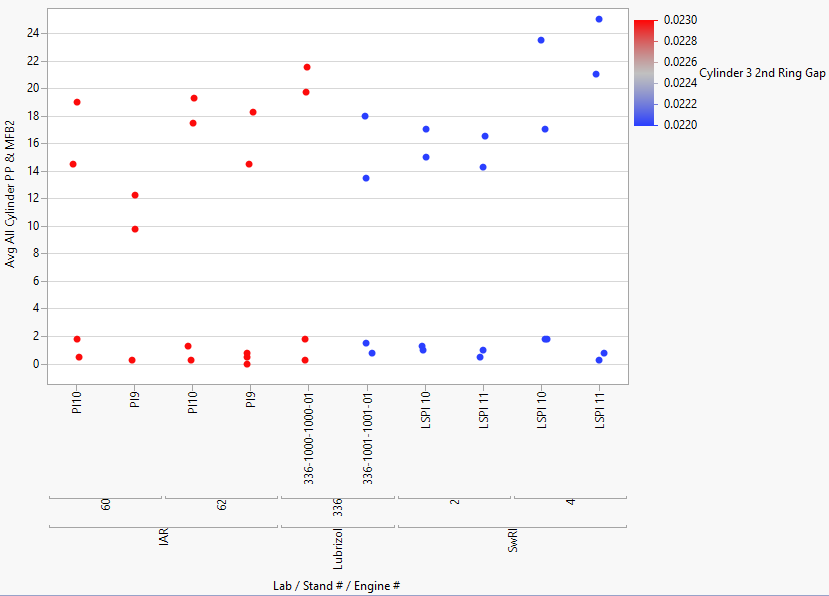 24
22
20
18
16
14
12
10
8
6
4
2
0
Avg All Cylinder PP & MFB2
0.0230
0.0228
0.0226
0.0224
0.0222
0.0220
Cylinder 3 2nd Ring Gap
PI10
PI9
PI10
PI9
336-1000-1000-01
336-1001-1001-01
LSPI 10
LSPI 11
LSPI 10
LSPI 11
60
62
336
2
4
IAR
Lubrizol
SwRI
Lab / Stand # / Engine #